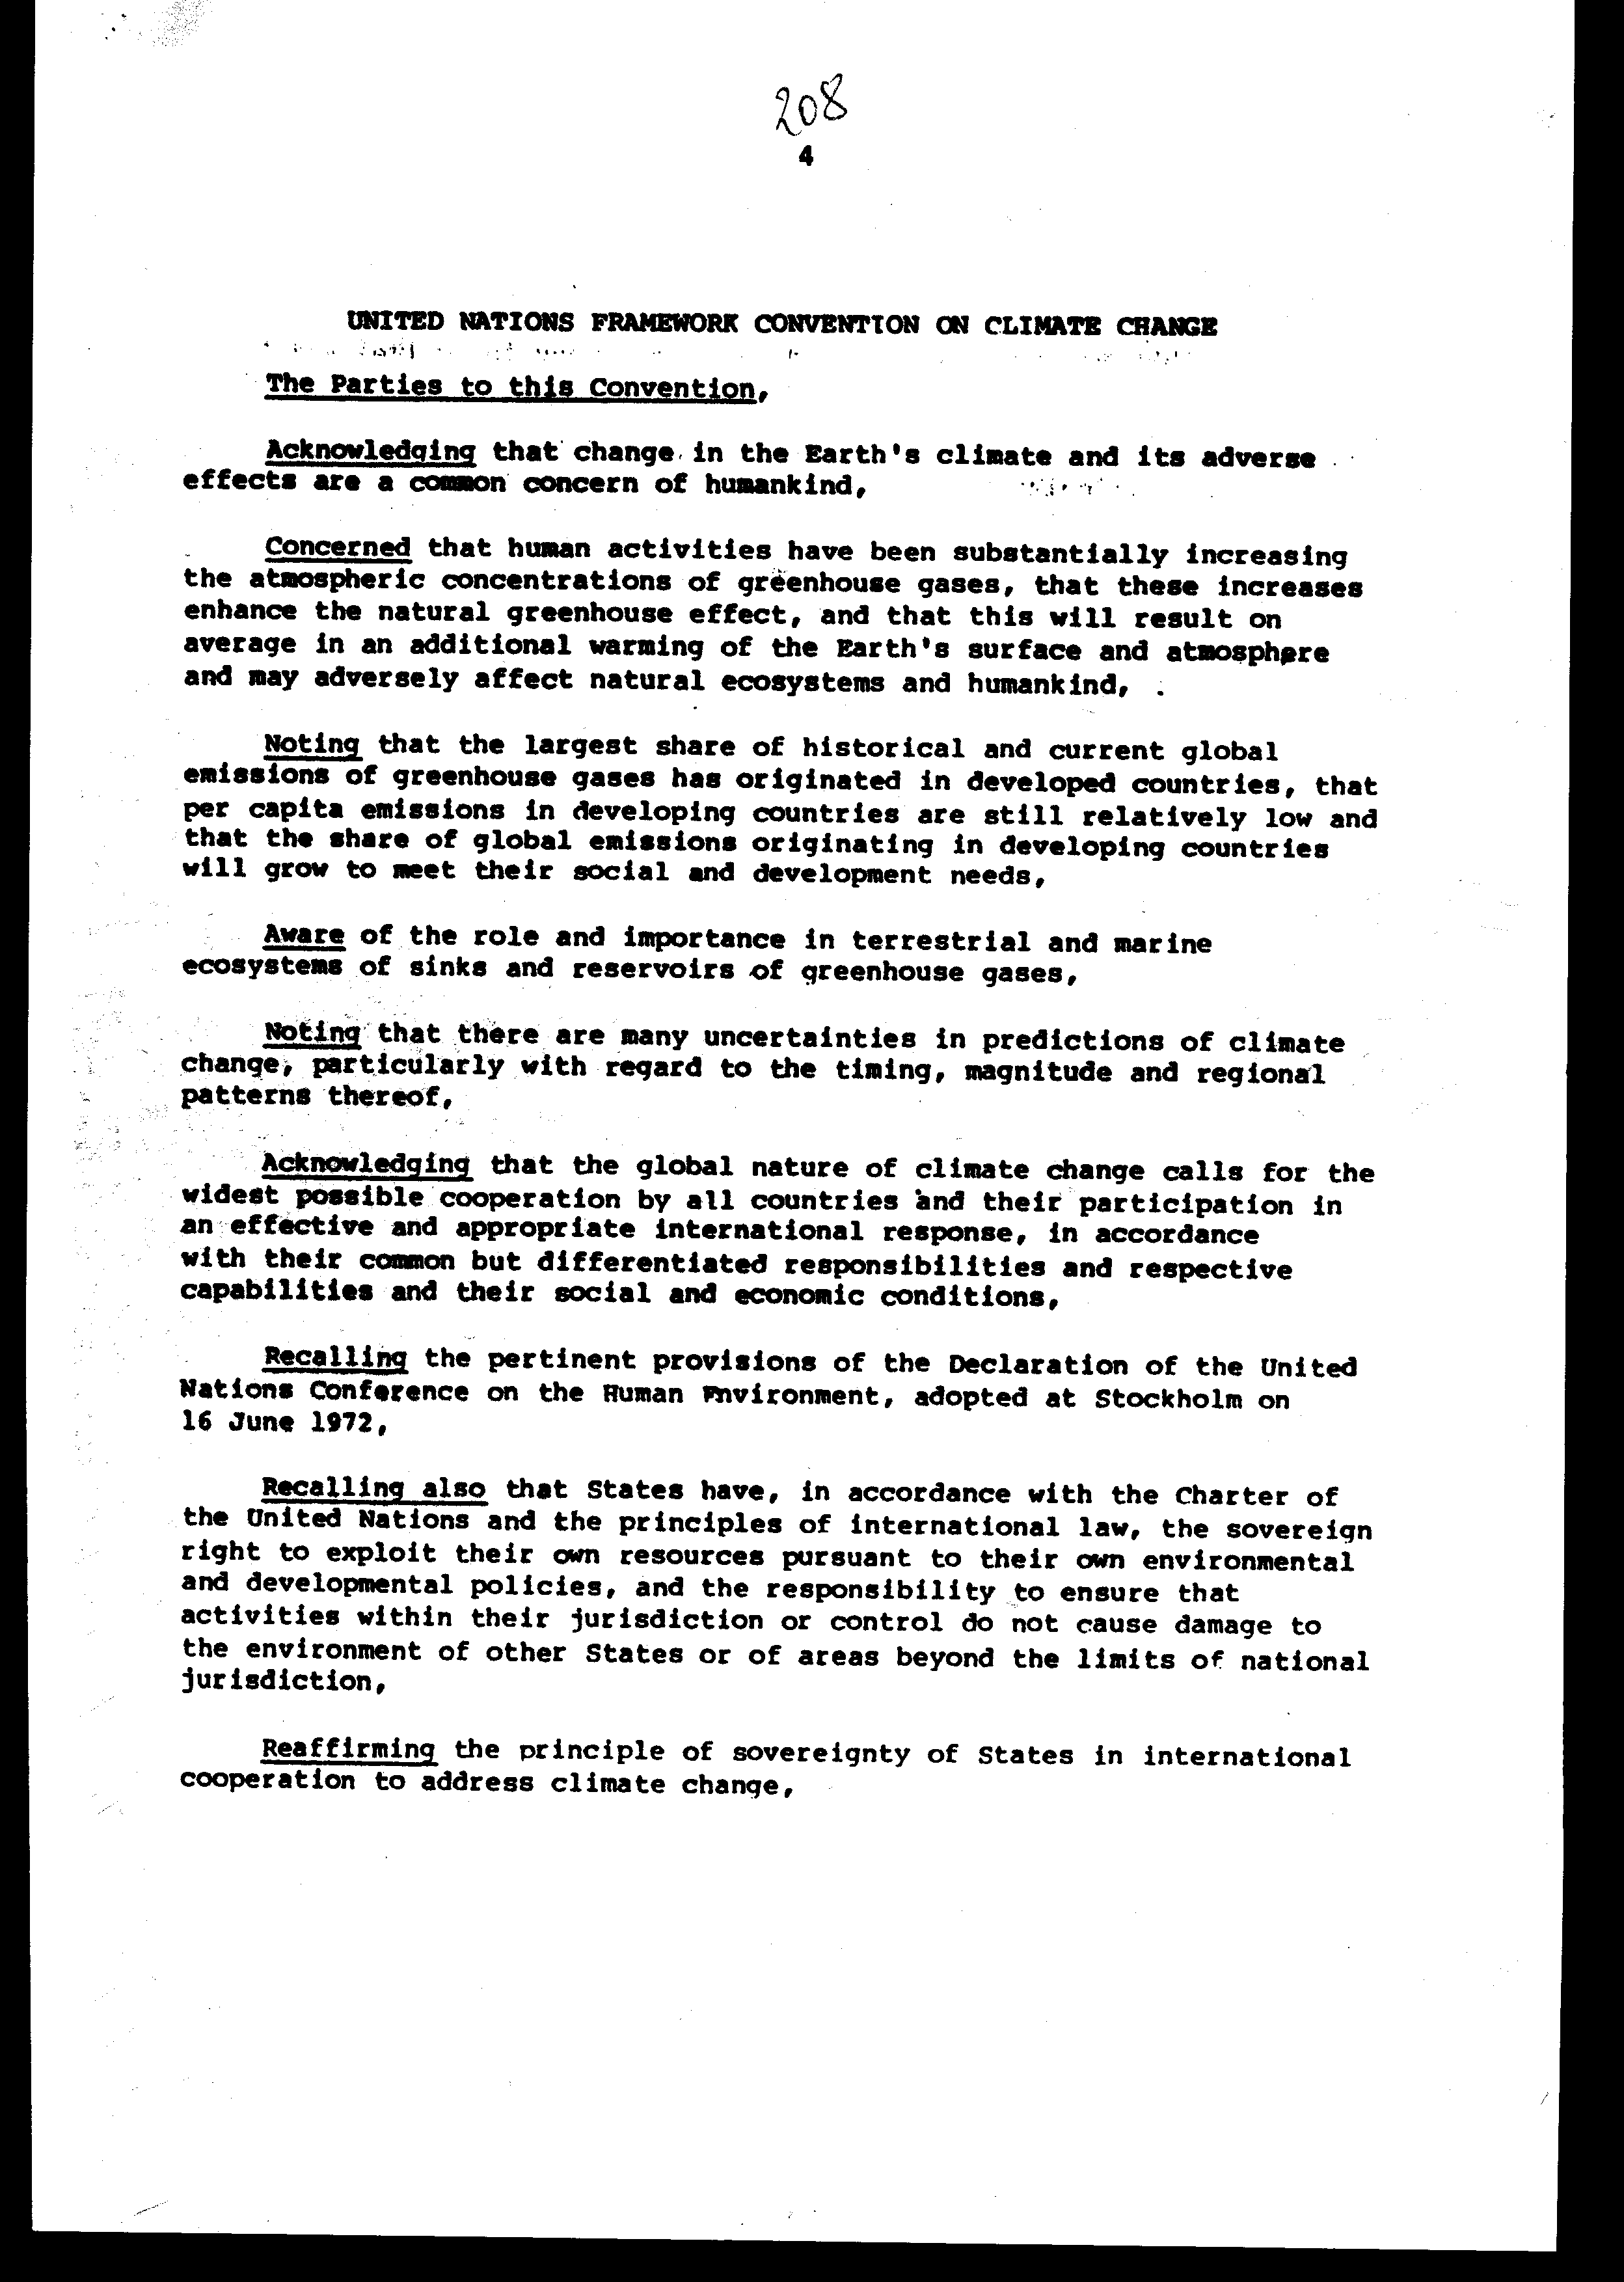 208
4
UNITED NATIONS FRAMEWORK CONVENTION ON CLIMATE CHANGE
The Parties to this Convention,
Acknowledging that change in the Earth's climate and its adverse
effects are a common concern of humankind,
Concerned that human activities have been substantially increasing
the atmospheric concentrations of greenhouse gases, that these increases
enhance the natural greenhouse effect, and that this will result on
average in an additional warming of the Earth's surface and atmosphere
and may adversely affect natural ecosystems and humankind,
Noting that the largest share of historical and current global
emissions of greenhouse gases has originated in developed countries, that
per capita emissions in developing countries are still relatively low and
that the share of global emissions originating in developing countries
will grow to meet their social and development needs,
Aware of the role and importance in terrestrial and marine
ecosystems of sinks and reservoirs of greenhouse gases,
Noting that there are many uncertainties in predictions of climate
change, particularly with regard to the timing, magnitude and regional
patterns thereof,
Acknowledging that the global nature of climate change calls for the
widest possible cooperation by all countries and their participation in
an effective and appropriate international response, in accordance
with their common but differentiated responsibilities and respective
capabilities and their social and economic conditions,
Recalling the pertinent provisions of the Declaration of the United
Nations Conference on the Human Environment, adopted at Stockholm on
16 June 1972,
Recalling also that States have, in accordance with the Charter of
the United Nations and the principles of international law, the sovereign
right to exploit their own resources pursuant to their own environmental
and developmental policies, and the responsibility to ensure that
activities within their jurisdiction or control do not cause damage to
the environment of other States or of areas beyond the limits of national
jurisdiction,
Reaffirming the principle of sovereignty of States in international
cooperation to address climate change,